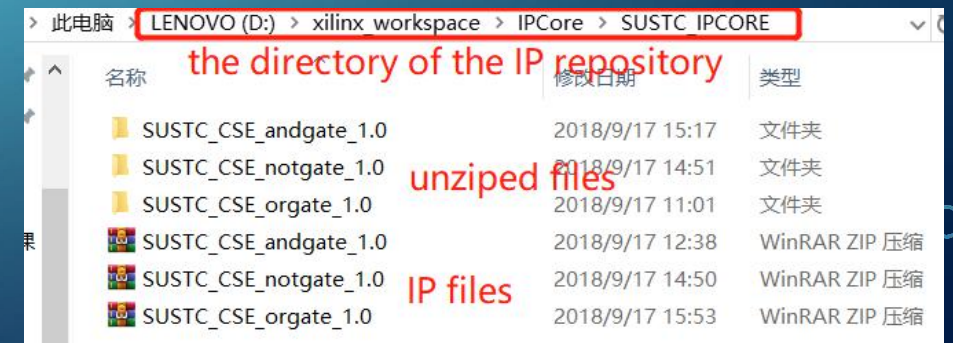 > 此电脑 > LENOVO (D:) > xilinx_workspace > IPCore > SUSTC_IPCORE
the directory of the IP repository
名称 修改日期 类型
SUSTC_CSE_andgate_1.0 2018/9/17 15:17 文件夹
SUSTC_CSE_notgate_1.0 2018/9/17 14:51 文件夹
unziped files
SUSTC_CSE_orgate_1.0 2018/9/17 11:01 文件夹
果 SUSTC_CSE_andgate_1.0 2018/9/17 12:38 WinRAR ZIP 压缩
SUSTC_CSE_notgate_1.0 2018/9/17 14:50 WinRAR ZIP 压缩
IP files
SUSTC_CSE_orgate_1.0 2018/9/17 15:53 WinRAR ZIP 压缩